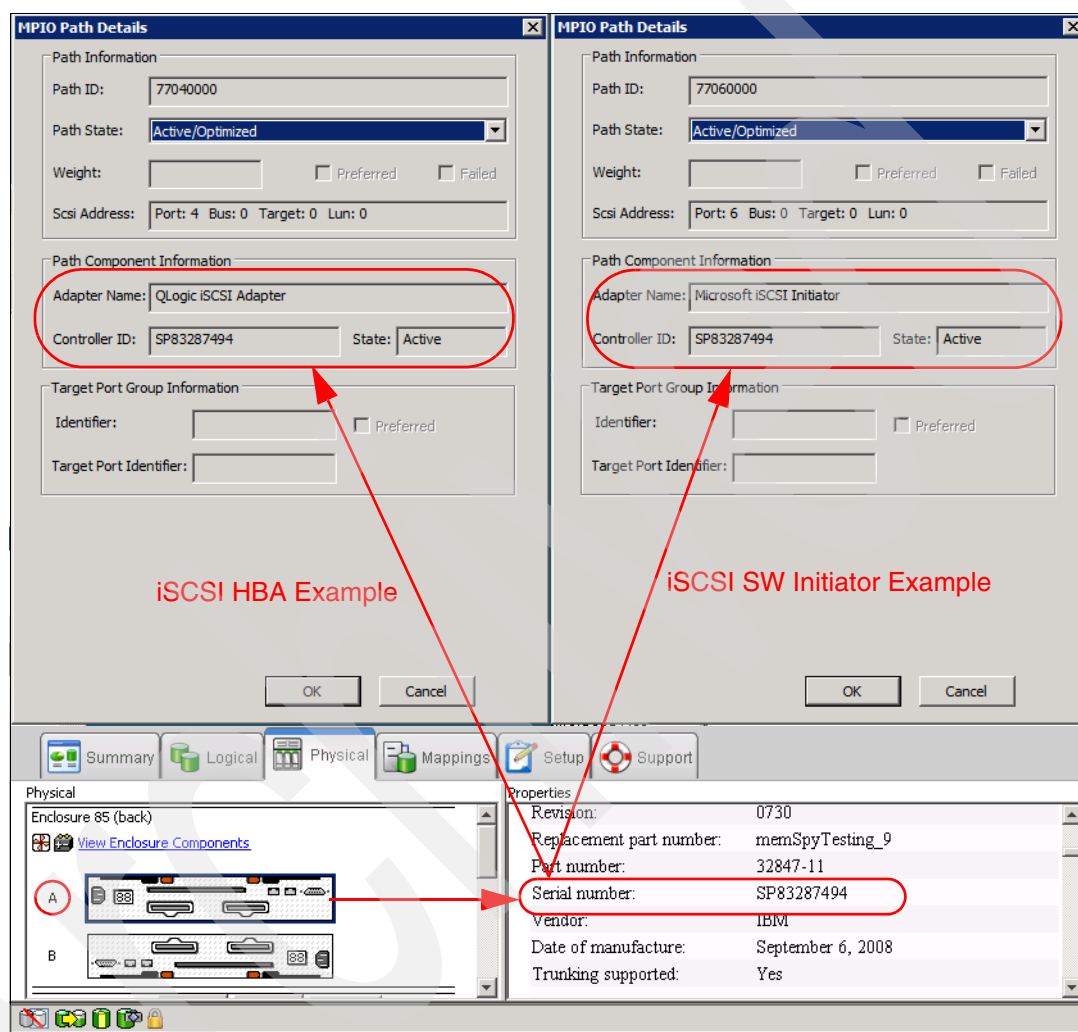 MPIO Path Details
Path Information
Path ID: 77040000
Path State: Active/Optimized
Weight: Preferred Failed
Scsi Address: Port: 4 Bus: 0 Target: 0 Lun: 0
Path Component Information
Adapter Name: QLogic iSCSI Adapter
Controller ID: SP83287494 State: Active
Target Port Group Information
Identifier: Preferred
Target Port Identifier:
iSCSI HBA Example
OK Cancel
MPIO Path Details
Path Information
Path ID: 77060000
Path State: Active/Optimized
Weight: Preferred Failed
Scsi Address: Port: 6 Bus: 0 Target: 0 Lun: 0
Path Component Information
Adapter Name: Microsoft iSCSI Initiator
Controller ID: SP83287494 State: Active
Target Port Group Information
Identifier: Preferred
Target Port Identifier:
iSCSI SW Initiator Example
OK Cancel
Summary Logical Physical Mappings Setup Support
Physical
Enclosure 85 (back)
View Enclosure Components
A 88
B 88
Properties
Revision: 0730
Replacement part number: memSpyTesting_9
Part number: 32847-11
Serial number: SP83287494
Vendor: IBM
Date of manufacture: September 6, 2008
Trunking supported: Yes